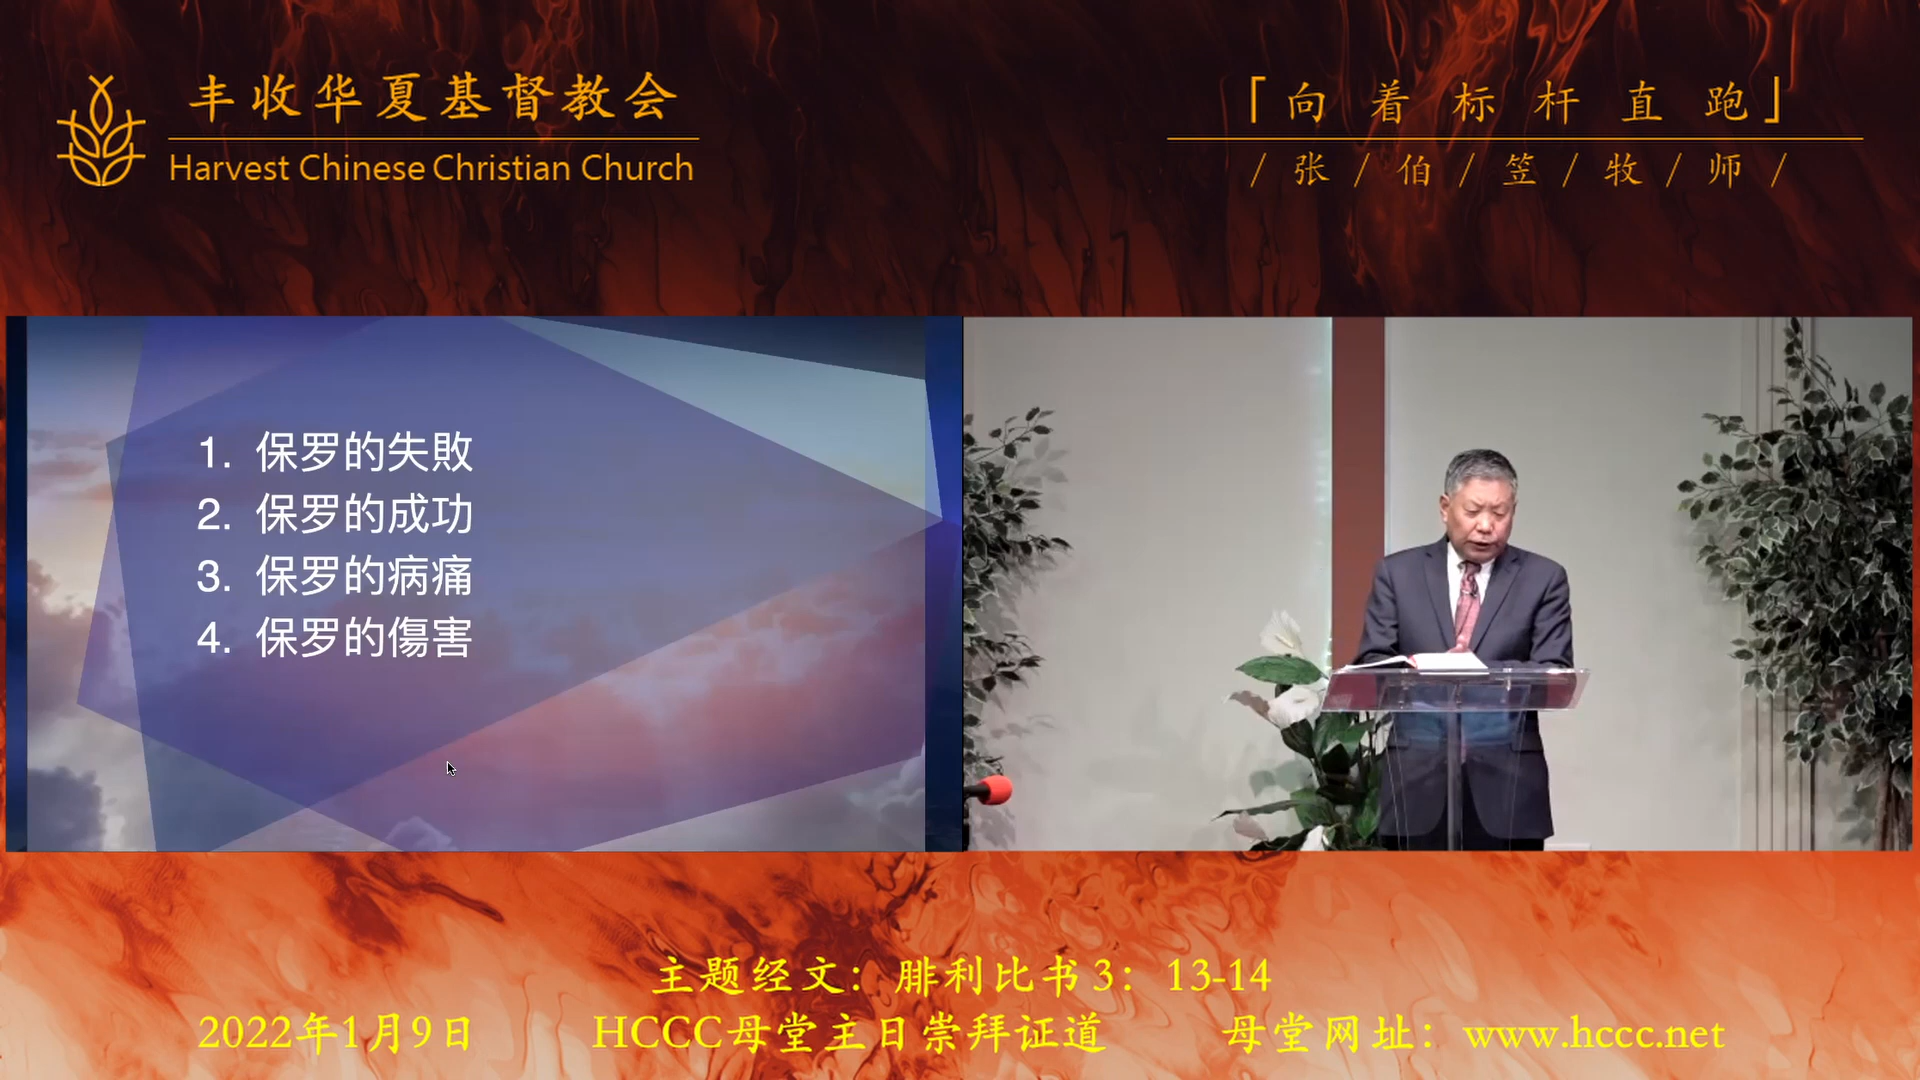 丰收华夏基督教会
Harvest Chinese Christian Church
「向着标杆直跑」
/ 张 / 伯 / 笠 / 牧 / 师 /
1. 保罗的失敗
2. 保罗的成功
3. 保罗的病痛
4. 保罗的傷害
主题经文：腓利比书3：13-14
2022年1月9日 HCCC母堂主日崇拜证道 母堂网址：www.hccc.net